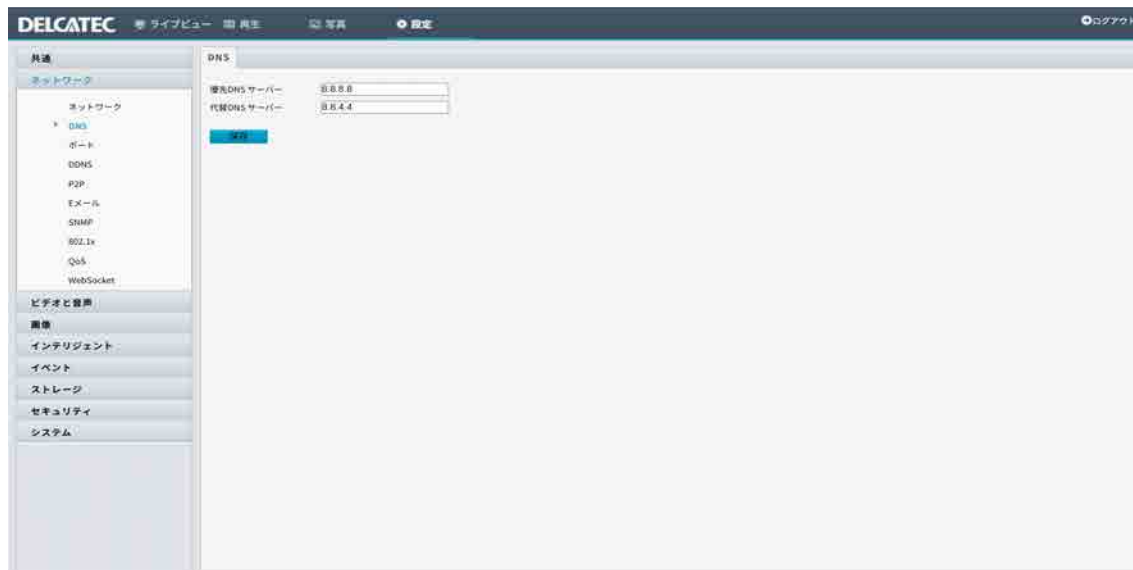 DELCATEC ライブビュー 再生 写真 設定 ログアウト
共通
ネットワーク
ネットワーク
DNS
ポート
DDNS
P2P
Eメール
SNMP
802.1x
QoS
WebSocket
ビデオと音声
画像
インテリジェント
イベント
ストレージ
セキュリティ
システム
DNS
優先DNS サーバー 8.8.8.8
代替DNS サーバー 8.8.4.4
保存